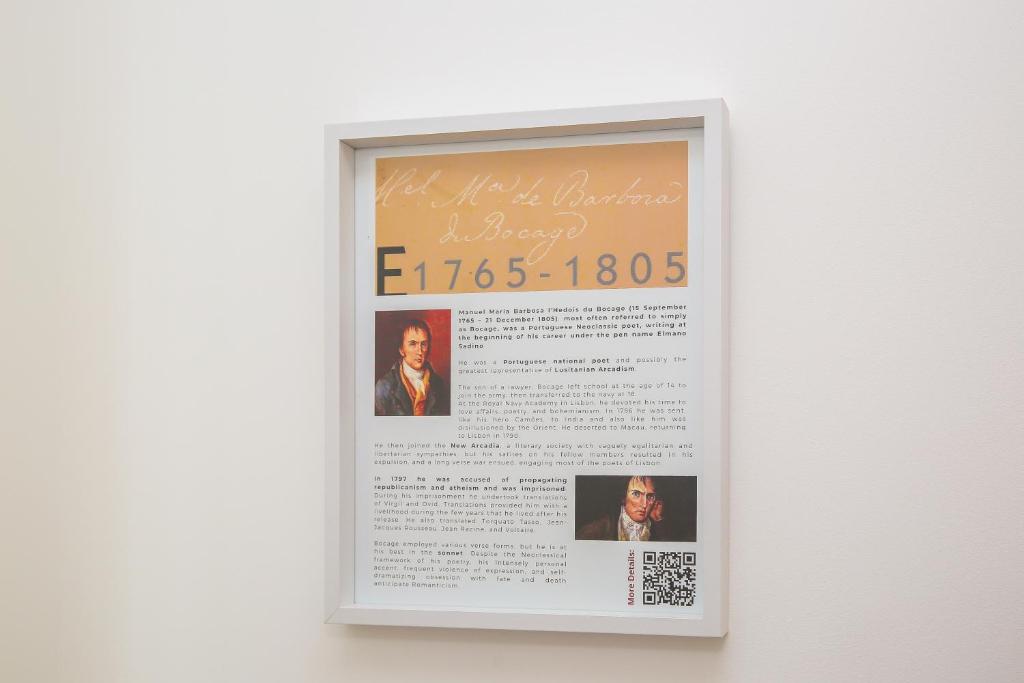 Mel. Ma. de Barboza
du Bocage
E 1765-1805
Manuel Maria Barbosa l'Hedois du Bocage (15 September
1765 – 21 December 1805), most often referred to simply
as Bocage, was a Portuguese Neoclassic poet, writing at
the beginning of his career under the pen name Elmano
Sadino.
He was a Portuguese national poet and possibly the
greatest representative of Lusitanian Arcadism.
The son of a lawyer, Bocage left school at the age of 14 to
join the army, then transferred to the navy at 16.
At the Royal Navy Academy in Lisbon, he devoted his time to
love affairs, poetry, and bohemianism. In 1786 he was sent,
like his hero Camões, to India and also like him was
disillusioned by the Orient. He deserted to Macau, returning
to Lisbon in 1790.
He then joined the New Arcadia, a literary society with vaguely egalitarian and
libertarian sympathies, but his satires on his fellow members resulted in his
expulsion, and a long verse war ensued, engaging most of the poets of Lisbon.
In 1797 he was accused of propagating
republicanism and atheism and was imprisoned.
During his imprisonment he undertook translations
of Virgil and Ovid. Translations provided him with a
livelihood during the few years that he lived after his
release. He also translated Torquato Tasso, Jean-
Jacques Rousseau, Jean Racine, and Voltaire.
Bocage employed various verse forms, but he is at
his best in the sonnet. Despite the Neoclassical
framework of his poetry, his intensely personal
accent, frequent violence of expression, and self-
dramatizing obsession with fate and death
anticipate Romanticism.
More Details: